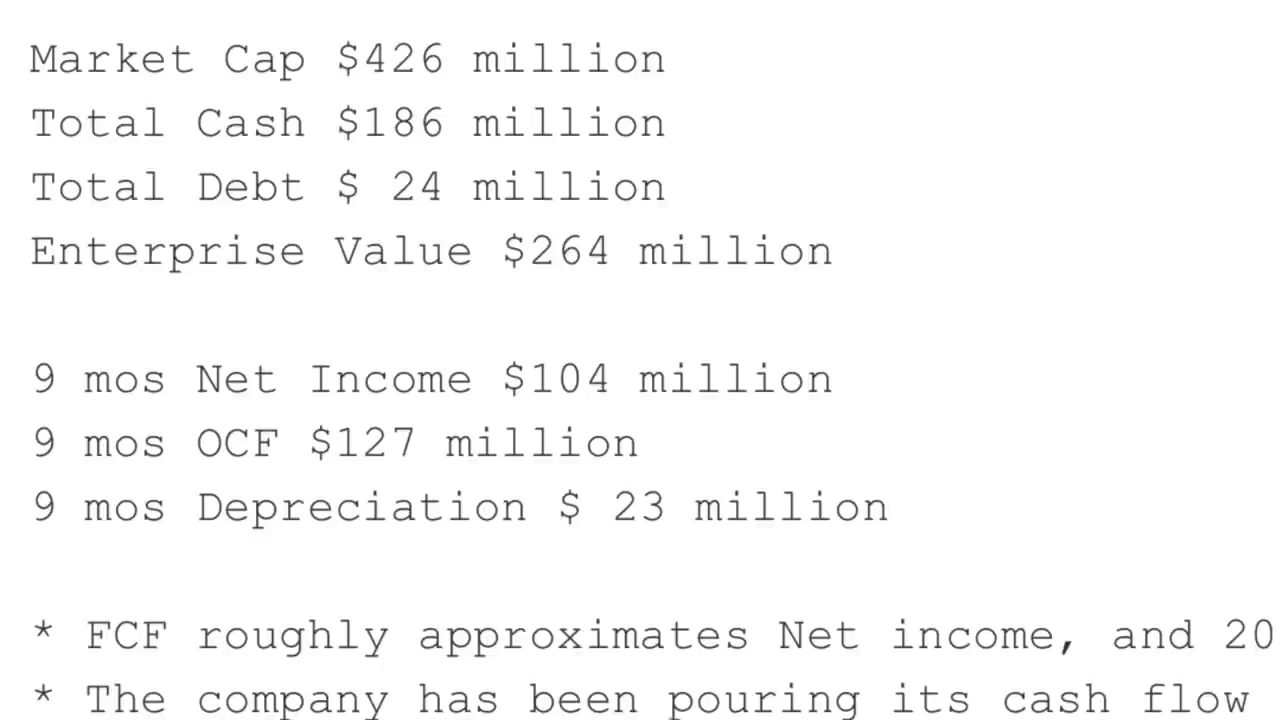 Market Cap $426 million
Total Cash $186 million
Total Debt $ 24 million
Enterprise Value $264 million
9 mos Net Income $104 million
9 mos OCF $127 million
9 mos Depreciation $ 23 million
* FCF roughly approximates Net income, and 20
* The company has been pouring its cash flow